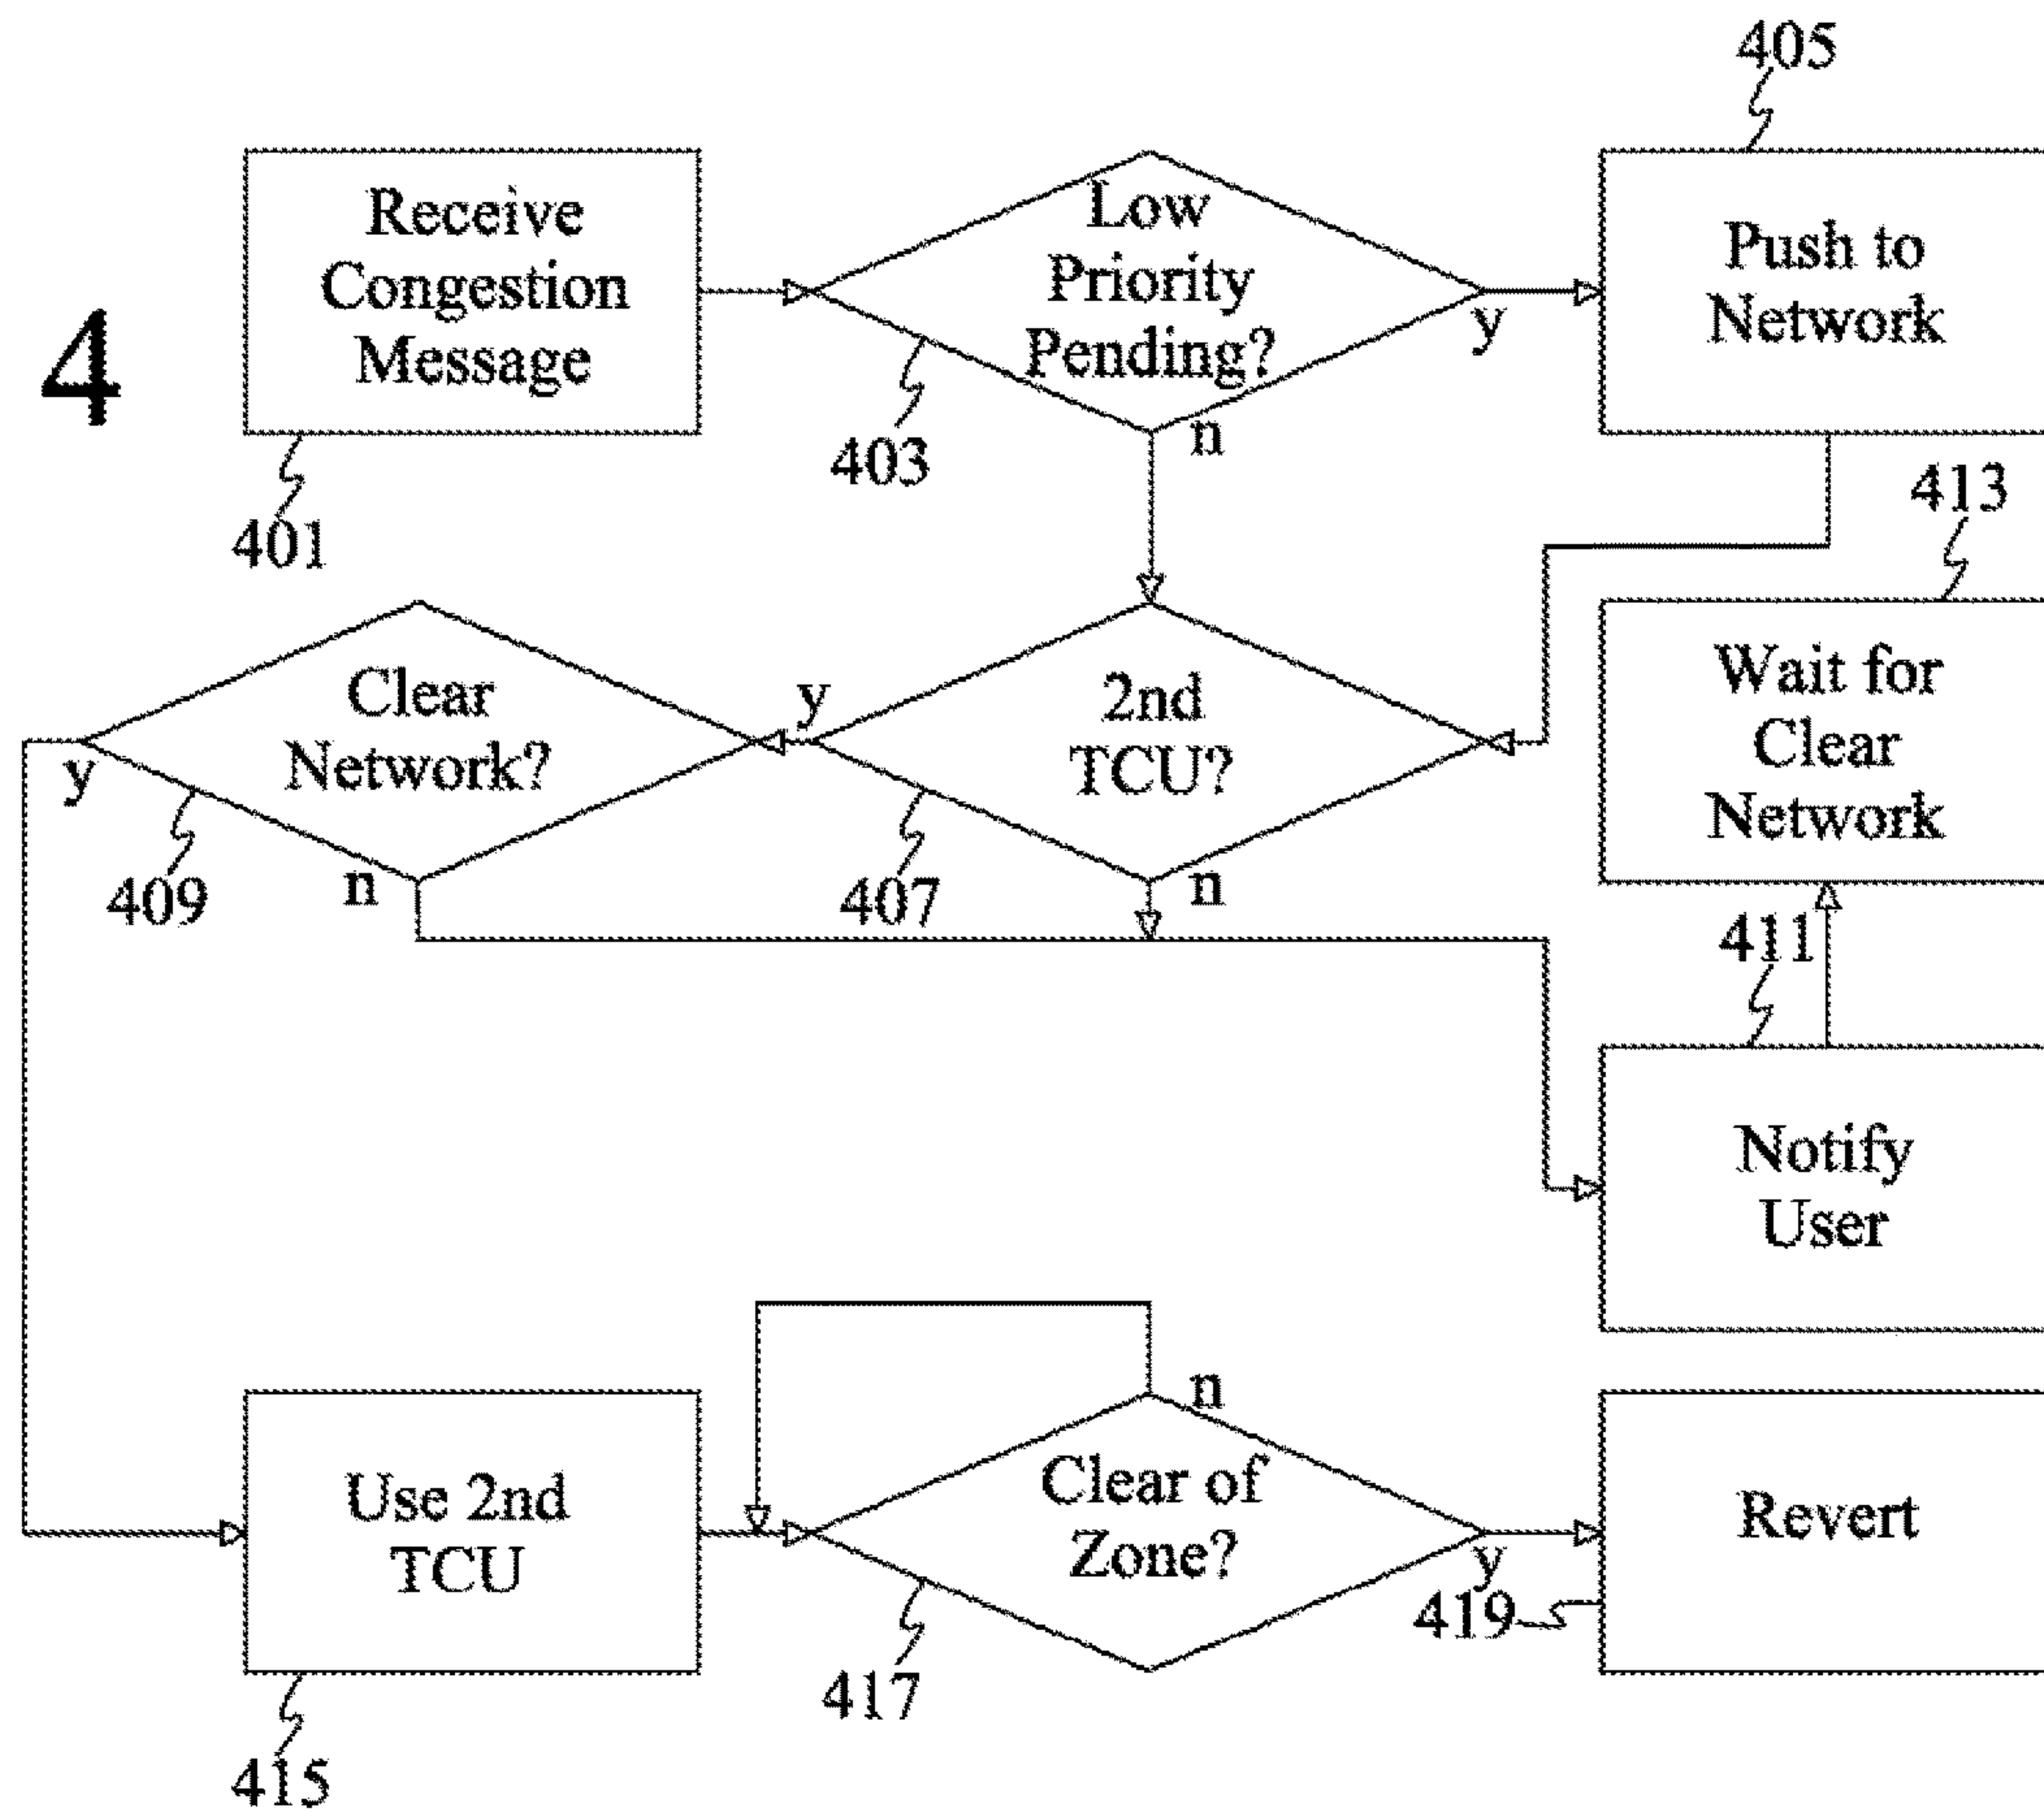 4
405
Receive
Congestion
Message
Low
Priority
Pending?
y
n
Push to
Network
401
403
413
Clear
Network?
y
n
2nd
TCU?
y
n
Wait for
Clear
Network
409
407
411
Notify
User
Use 2nd
TCU
n
Clear of
Zone?
y
Revert
419
417
415